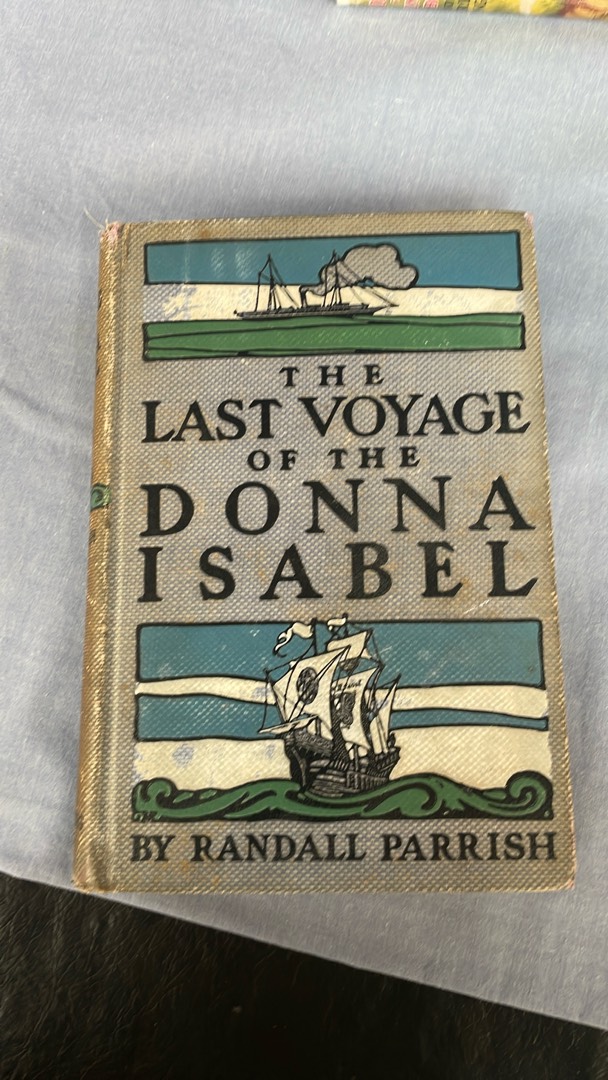 THE
LAST VOYAGE
OF THE
DONNA
ISABEL
BY RANDALL PARRISH